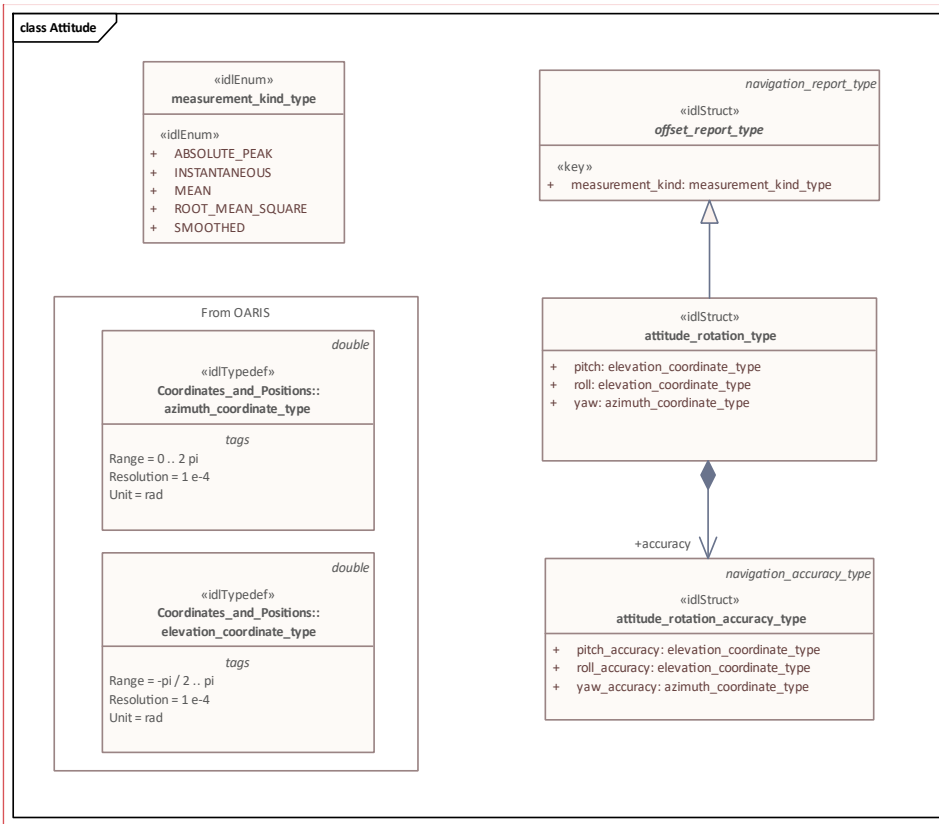 class Attitude
«idlEnum»
measurement_kind_type
«idlEnum»
+ ABSOLUTE_PEAK
+ INSTANTANEOUS
+ MEAN
+ ROOT_MEAN_SQUARE
+ SMOOTHED
navigation_report_type
«idlStruct»
offset_report_type
«key»
+ measurement_kind: measurement_kind_type
From OARIS
double
«idlTypedef»
Coordinates_and_Positions::
azimuth_coordinate_type
tags
Range = 0 .. 2 pi
Resolution = 1 e-4
Unit = rad
double
«idlTypedef»
Coordinates_and_Positions::
elevation_coordinate_type
tags
Range = -pi / 2 .. pi
Resolution = 1 e-4
Unit = rad
«idlStruct»
attitude_rotation_type
+ pitch: elevation_coordinate_type
+ roll: elevation_coordinate_type
+ yaw: azimuth_coordinate_type
+accuracy
navigation_accuracy_type
«idlStruct»
attitude_rotation_accuracy_type
+ pitch_accuracy: elevation_coordinate_type
+ roll_accuracy: elevation_coordinate_type
+ yaw_accuracy: azimuth_coordinate_type